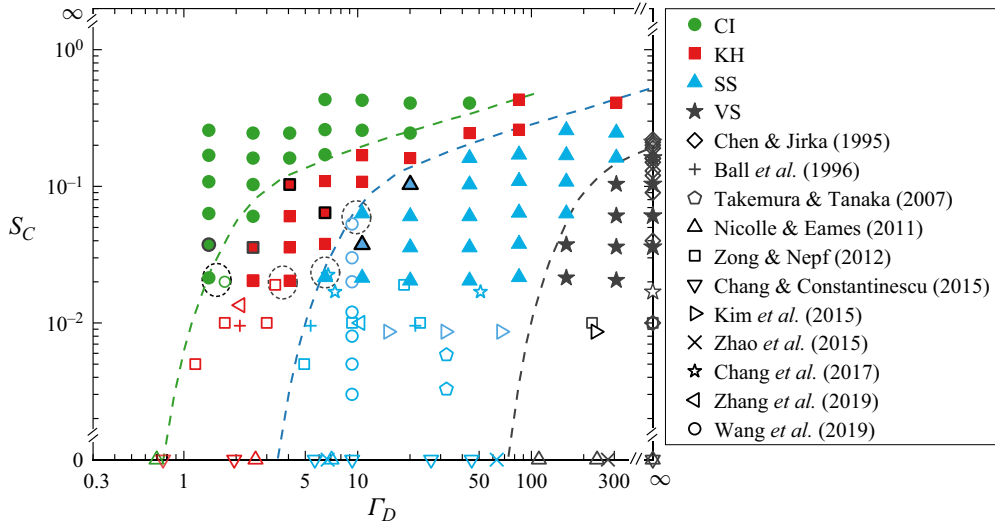 ∞
10⁰
10⁻¹
10⁻²
0
S_C
0.3
1
5
10
50
100
300
∞
Γ_D
CI
KH
SS
VS
Chen & Jirka (1995)
Ball et al. (1996)
Takemura & Tanaka (2007)
Nicolle & Eames (2011)
Zong & Nepf (2012)
Chang & Constantinescu (2015)
Kim et al. (2015)
Zhao et al. (2015)
Chang et al. (2017)
Zhang et al. (2019)
Wang et al. (2019)